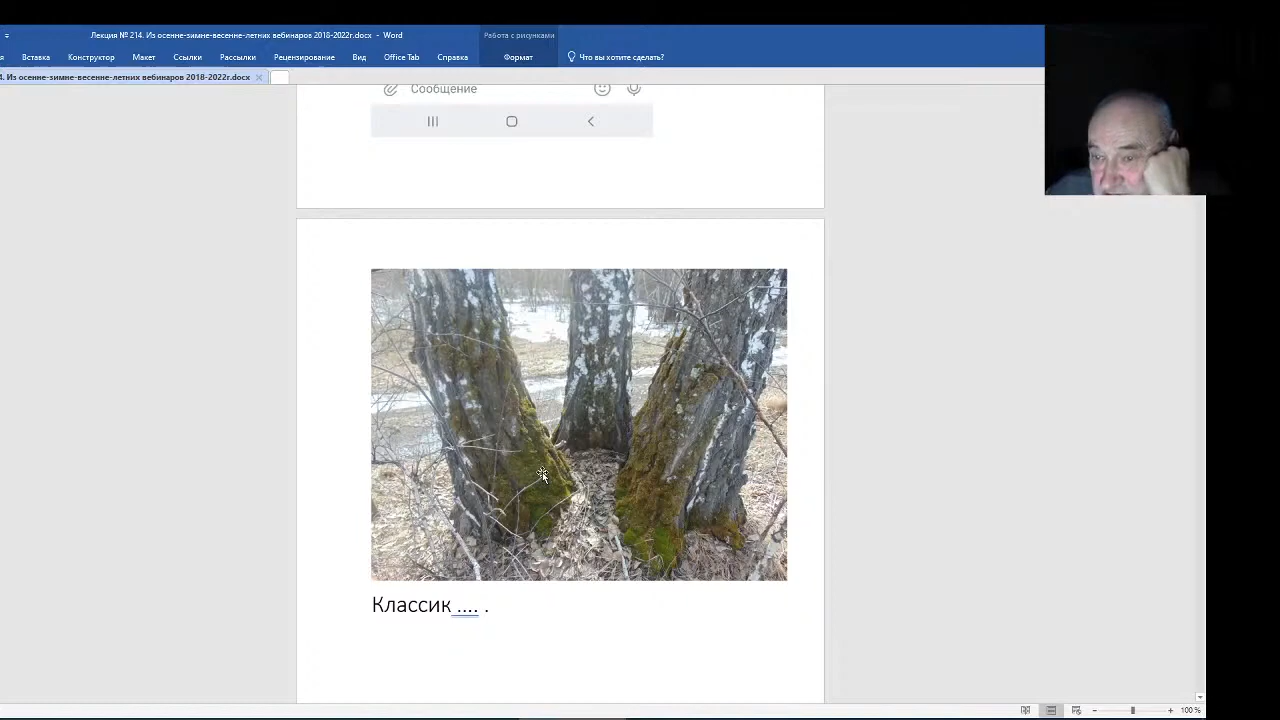 Лекция № 214. Из осенне-зимне-весенне-летних вебинаров 2018-2022г.docx - Word
Работа с рисунками
Вставка Конструктор Макет Ссылки Рассылки Рецензирование Вид Office Tab Справка Формат Что вы хотите сделать?
4. Из осенне-зимне-весенне-летних вебинаров 2018-2022г.docx
Сообщение
Классик .... .
100 %